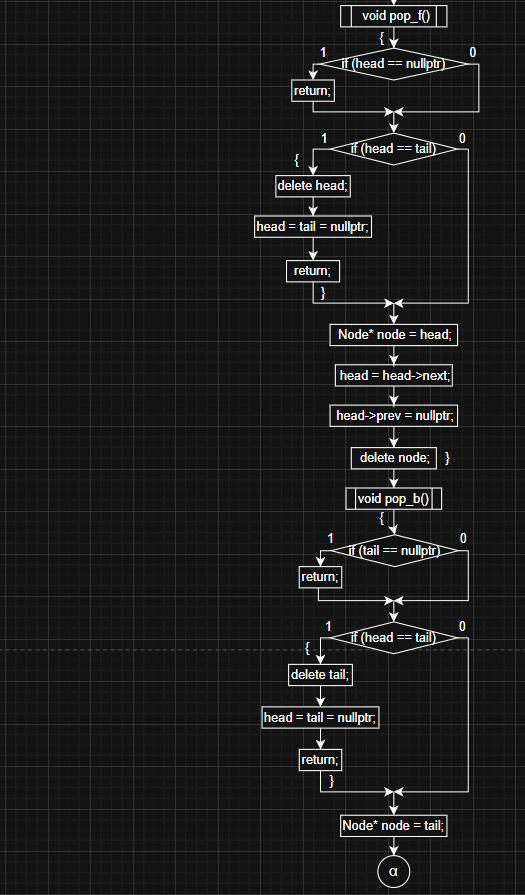 void pop_f()
{
1
0
if (head == nullptr)
return;
1
0
if (head == tail)
{
delete head;
head = tail = nullptr;
return;
}
Node* node = head;
head = head->next;
head->prev = nullptr;
delete node; }
void pop_b()
{
1
0
if (tail == nullptr)
return;
1
0
if (head == tail)
{
delete tail;
head = tail = nullptr;
return;
}
Node* node = tail;
α